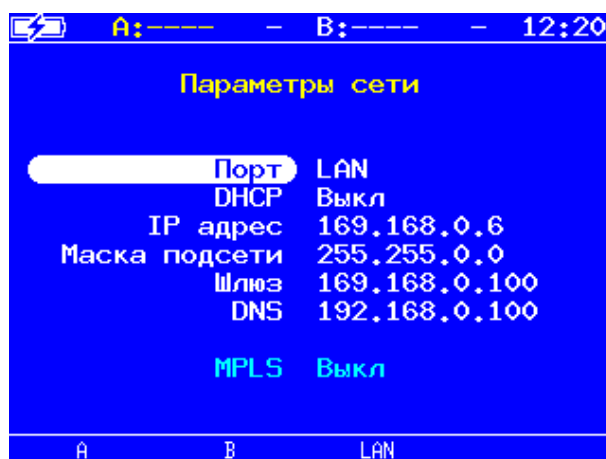 A:---- - B:---- - 12:20
Параметры сети
Порт LAN
DHCP Выкл
IP адрес 169.168.0.6
Маска подсети 255.255.0.0
Шлюз 169.168.0.100
DNS 192.168.0.100
MPLS Выкл
A B LAN